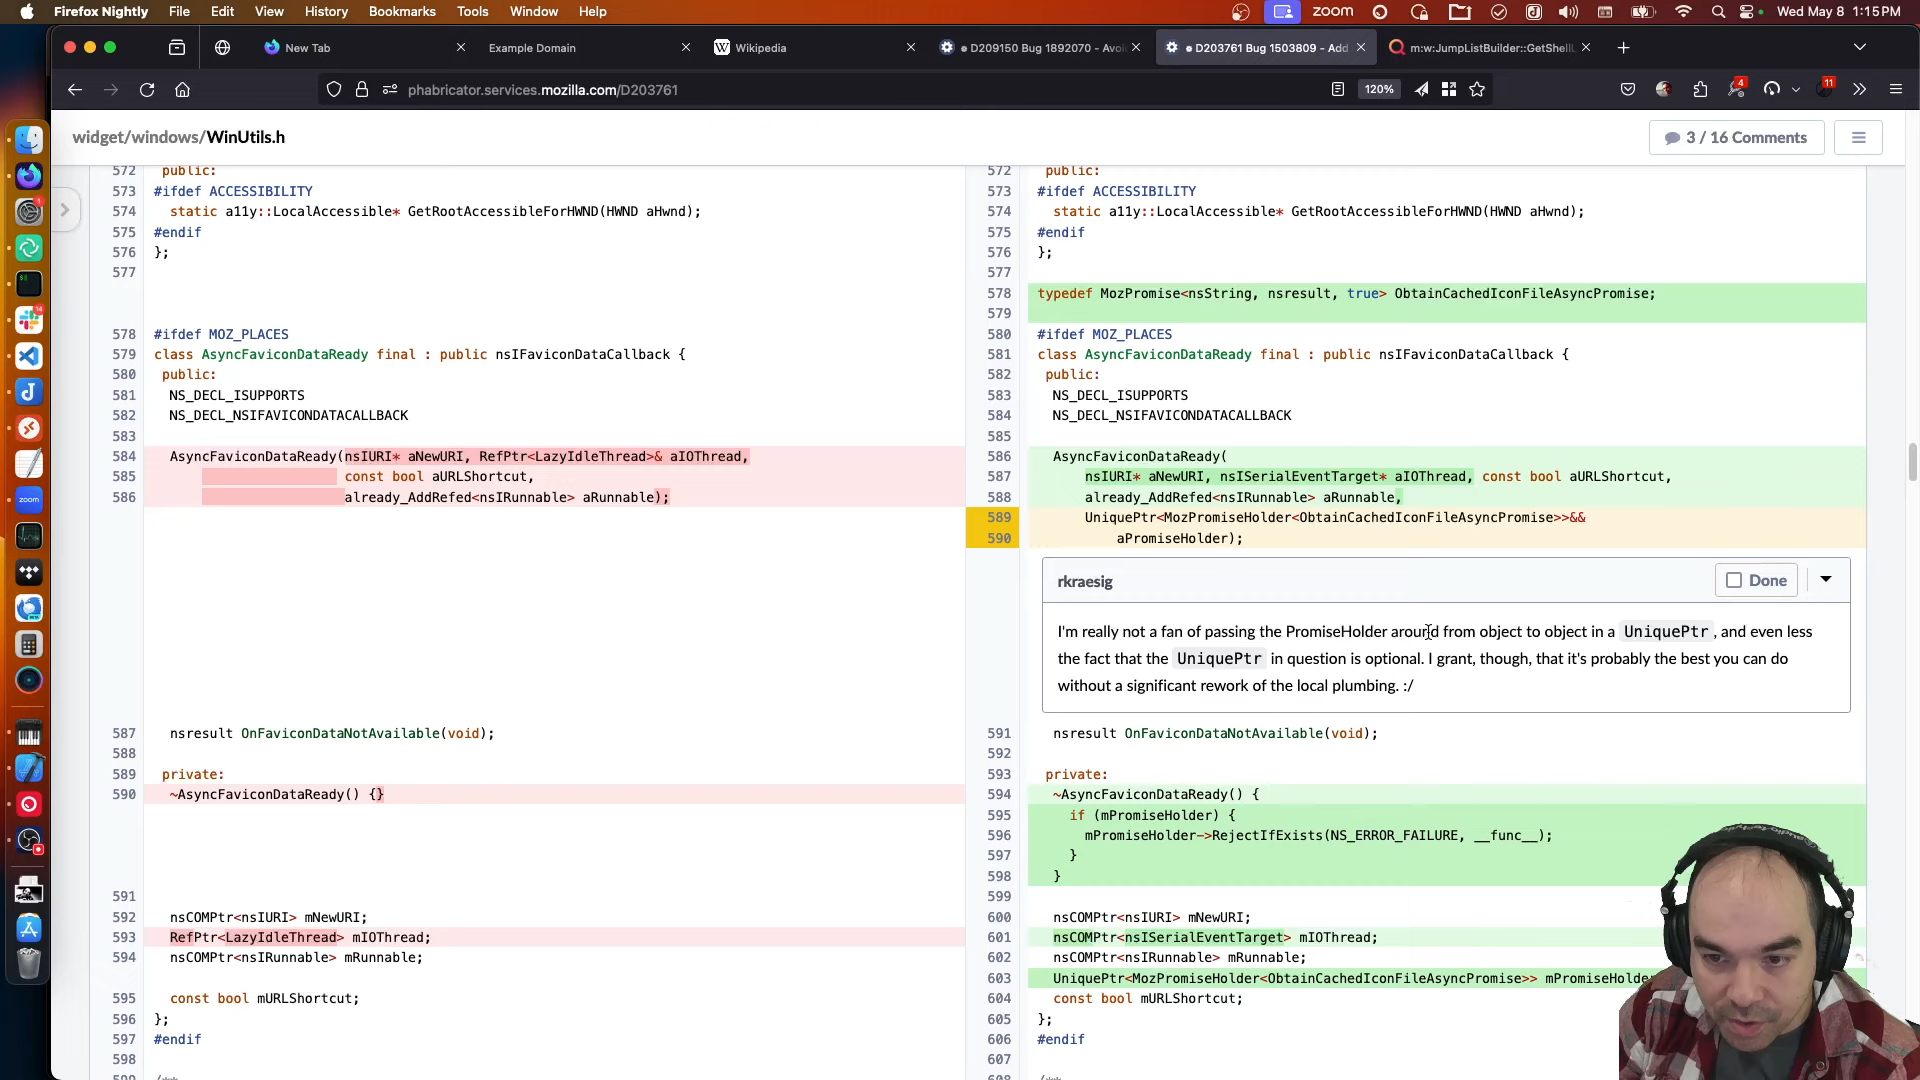 Firefox Nightly File Edit View History Bookmarks Tools Window Help
zoom Wed May 8 1:15 PM
New Tab
Example Domain
Wikipedia
D209150 Bug 1892070 - Avoi
D203761 Bug 1503809 - Add
m:w:JumpListBuilder::GetShellL
phabricator.services.mozilla.com/D203761
120%
4
11
widget/windows/WinUtils.h
3 / 16 Comments
572 public:
573 #ifdef ACCESSIBILITY
574 static a11y::LocalAccessible* GetRootAccessibleForHWND(HWND aHwnd);
575 #endif
576 };
577
578 #ifdef MOZ_PLACES
579 class AsyncFaviconDataReady final : public nsIFaviconDataCallback {
580 public:
581 NS_DECL_ISUPPORTS
582 NS_DECL_NSIFAVICONDATACALLBACK
583
584 AsyncFaviconDataReady(nsIURI* aNewURI, RefPtr<LazyIdleThread>& aIOThread,
585 const bool aURLShortcut,
586 already_AddRefed<nsIRunnable> aRunnable);
587 nsresult OnFaviconDataNotAvailable(void);
588
589 private:
590 ~AsyncFaviconDataReady() {}
591
592 nsCOMPtr<nsIURI> mNewURI;
593 RefPtr<LazyIdleThread> mIOThread;
594 nsCOMPtr<nsIRunnable> mRunnable;
595 const bool mURLShortcut;
596 };
597 #endif
598
572 public:
573 #ifdef ACCESSIBILITY
574 static a11y::LocalAccessible* GetRootAccessibleForHWND(HWND aHwnd);
575 #endif
576 };
577
578 typedef MozPromise<nsString, nsresult, true> ObtainCachedIconFileAsyncPromise;
579
580 #ifdef MOZ_PLACES
581 class AsyncFaviconDataReady final : public nsIFaviconDataCallback {
582 public:
583 NS_DECL_ISUPPORTS
584 NS_DECL_NSIFAVICONDATACALLBACK
585
586 AsyncFaviconDataReady(
587 nsIURI* aNewURI, nsISerialEventTarget* aIOThread, const bool aURLShortcut,
588 already_AddRefed<nsIRunnable> aRunnable,
589 UniquePtr<MozPromiseHolder<ObtainCachedIconFileAsyncPromise>>&&
590 aPromiseHolder);
rkraesig
Done
I'm really not a fan of passing the PromiseHolder around from object to object in a UniquePtr, and even less
the fact that the UniquePtr in question is optional. I grant, though, that it's probably the best you can do
without a significant rework of the local plumbing. :/
591 nsresult OnFaviconDataNotAvailable(void);
592
593 private:
594 ~AsyncFaviconDataReady() {
595 if (mPromiseHolder) {
596 mPromiseHolder->RejectIfExists(NS_ERROR_FAILURE, __func__);
597 }
598 }
599
600 nsCOMPtr<nsIURI> mNewURI;
601 nsCOMPtr<nsISerialEventTarget> mIOThread;
602 nsCOMPtr<nsIRunnable> mRunnable;
603 UniquePtr<MozPromiseHolder<ObtainCachedIconFileAsyncPromise>> mPromiseHolder
604 const bool mURLShortcut;
605 };
606 #endif
607